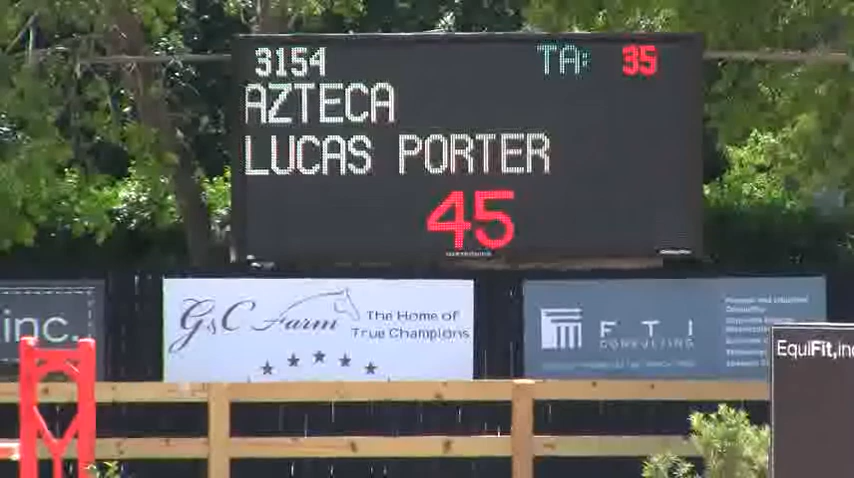 3154 TA: 35
AZTECA
LUCAS PORTER
45
inc.
G&C Farm
The Home of
True Champions
FTI
CONSULTING
EquiFit,inc